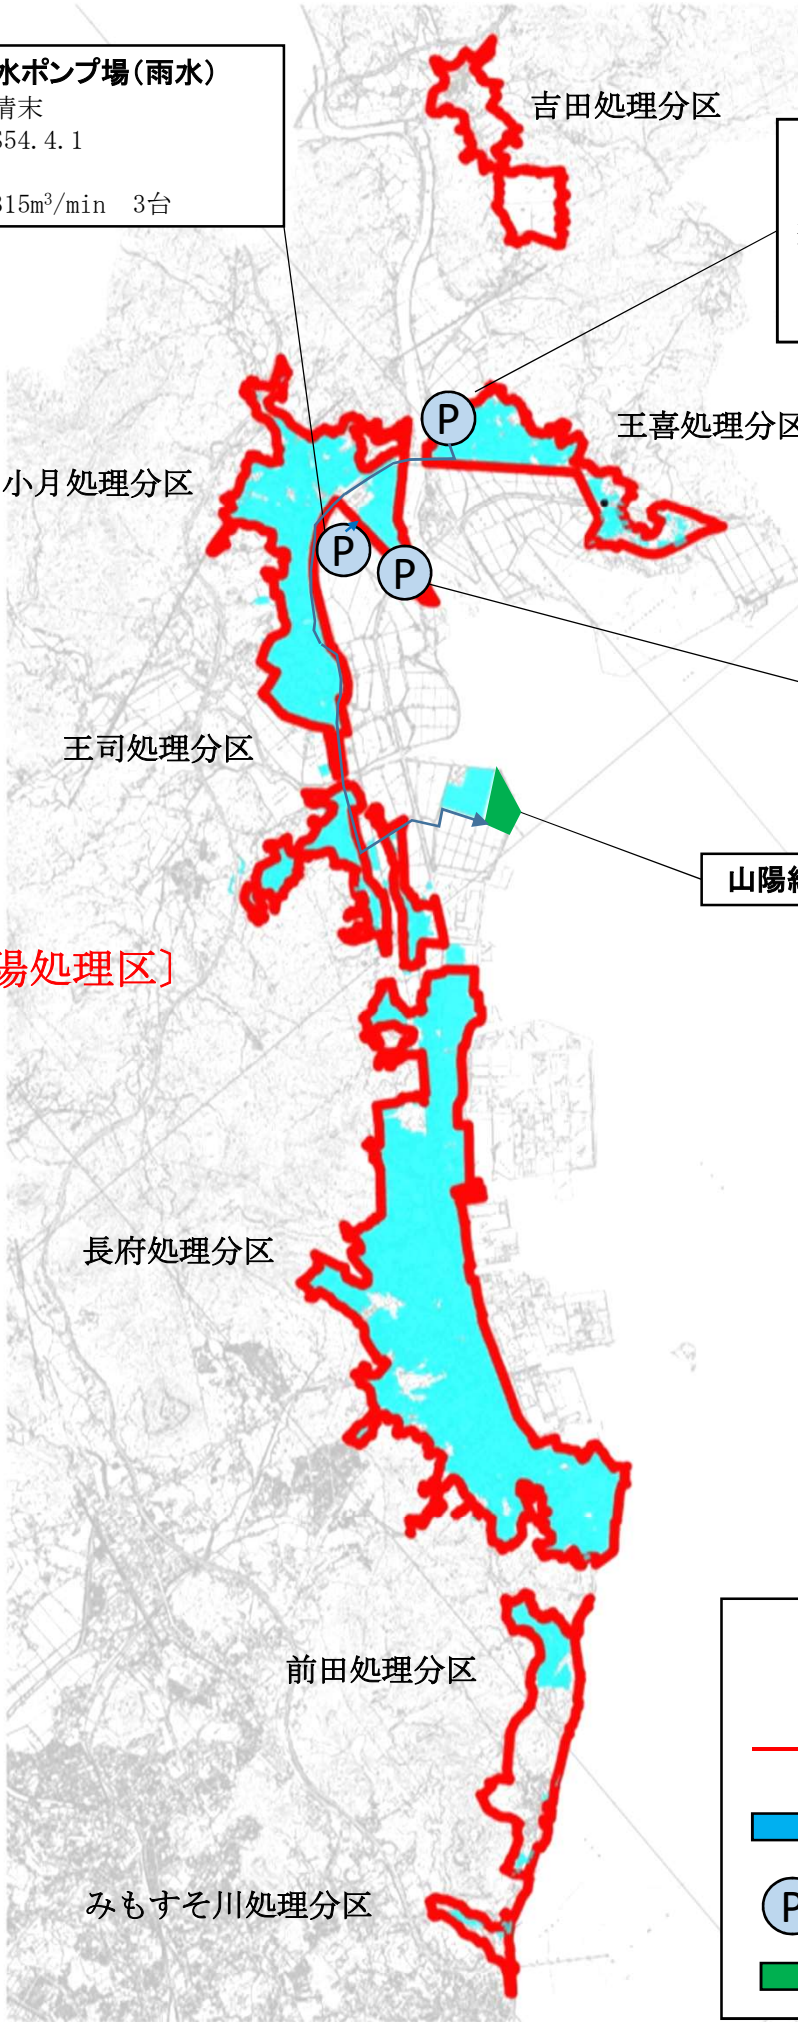 水ポンプ場(雨水)
清末
S54.4.1
315m³/min 3台
吉田処理分区
王喜処理分区
小月処理分区
P
P
P
王司処理分区
山陽終
陽処理区〕
長府処理分区
前田処理分区
みもすそ川処理分区
P